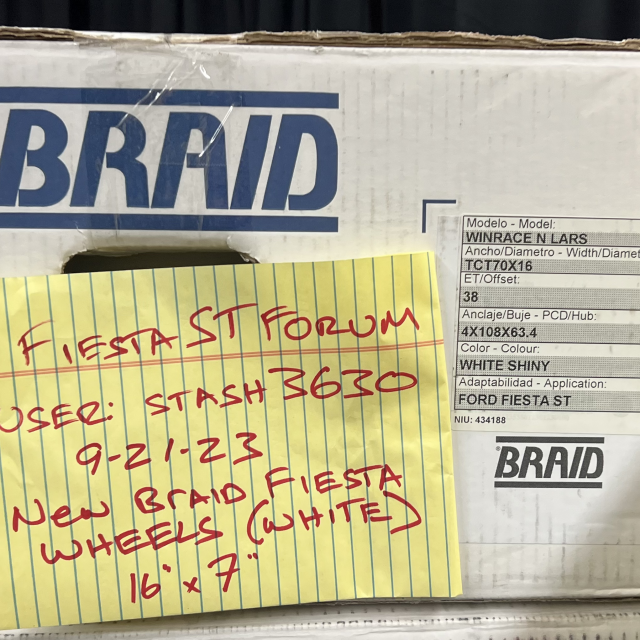 BRAID
Modelo - Model:
WINRACE N LARS
Ancho/Diametro - Width/Diamet
TCT70X16
ET/Offset:
38
Anclaje/Buje - PCD/Hub:
4X108X63.4
Color - Colour:
WHITE SHINY
Adaptabilidad - Application:
FORD FIESTA ST
NIU: 434188
BRAID
FIESTA ST FORUM
USER: STASH3630
9-21-23
NEW BRAID FIESTA
WHEELS (WHITE)
16" x 7"